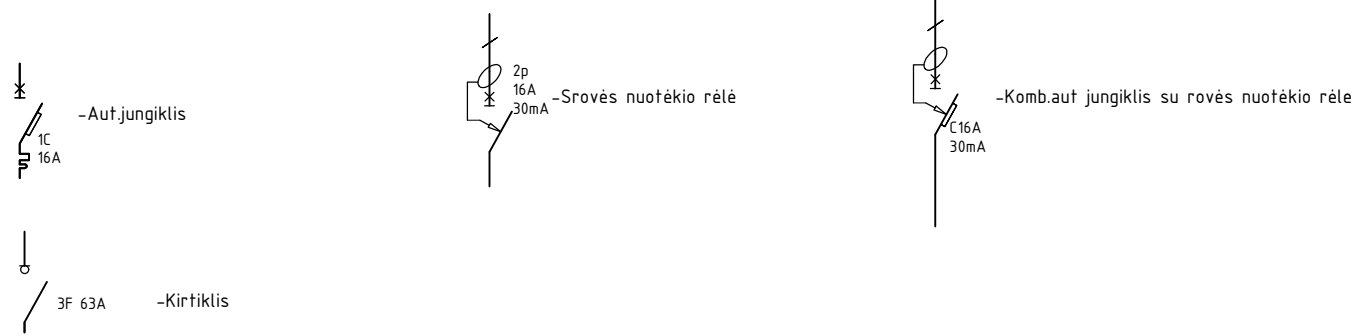 -Aut.jungiklis
1C
16A
2p
16A
30mA
-Srovės nuotėkio rėlė
-Komb.aut jungiklis su rovės nuotėkio rėle
C16A
30mA
3F 63A
-Kirtiklis